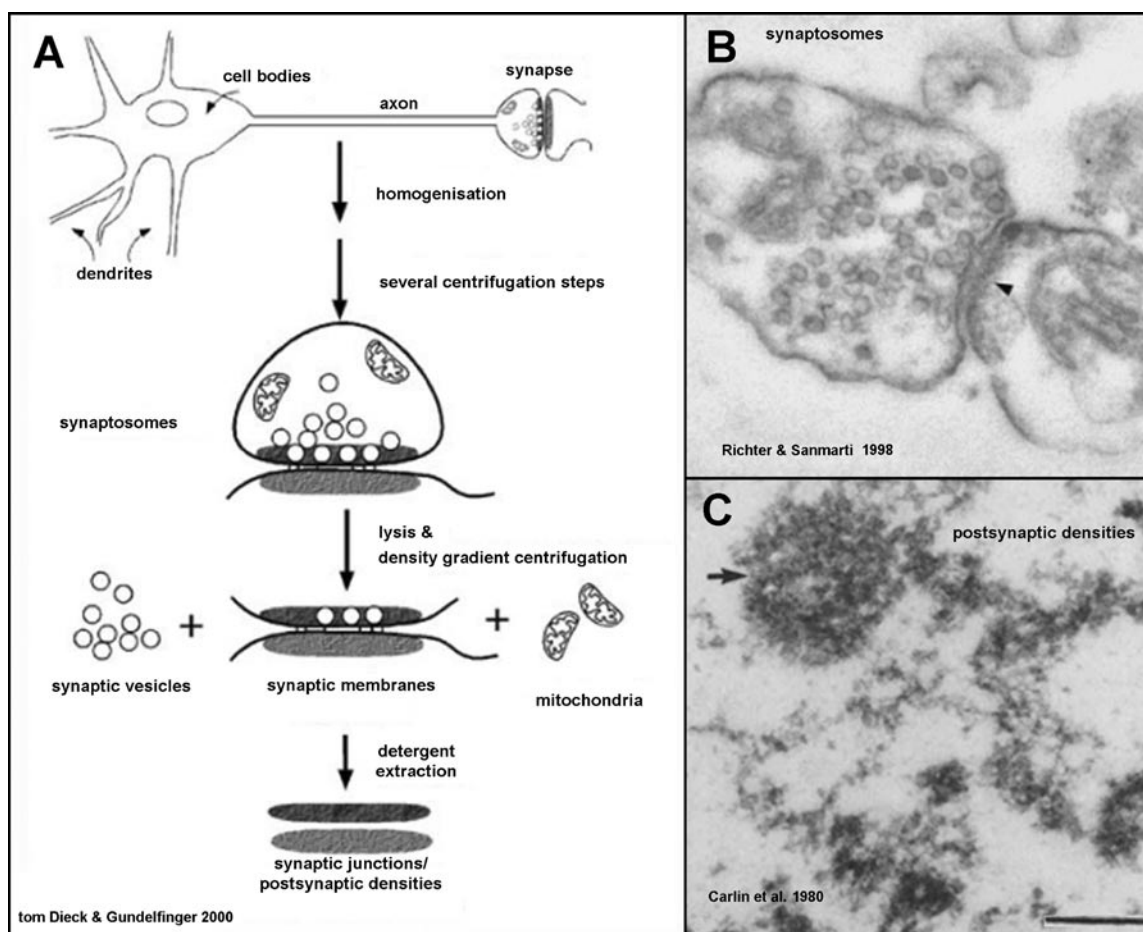 A
cell bodies
synapse
axon
homogenisation
dendrites
several centrifugation steps
synaptosomes
lysis &
density gradient centrifugation
+
+
synaptic vesicles
synaptic membranes
mitochondria
detergent
extraction
synaptic junctions/
postsynaptic densities
tom Dieck & Gundelfinger 2000
B
synaptosomes
Richter & Sanmarti 1998
C
postsynaptic densities
Carlin et al. 1980